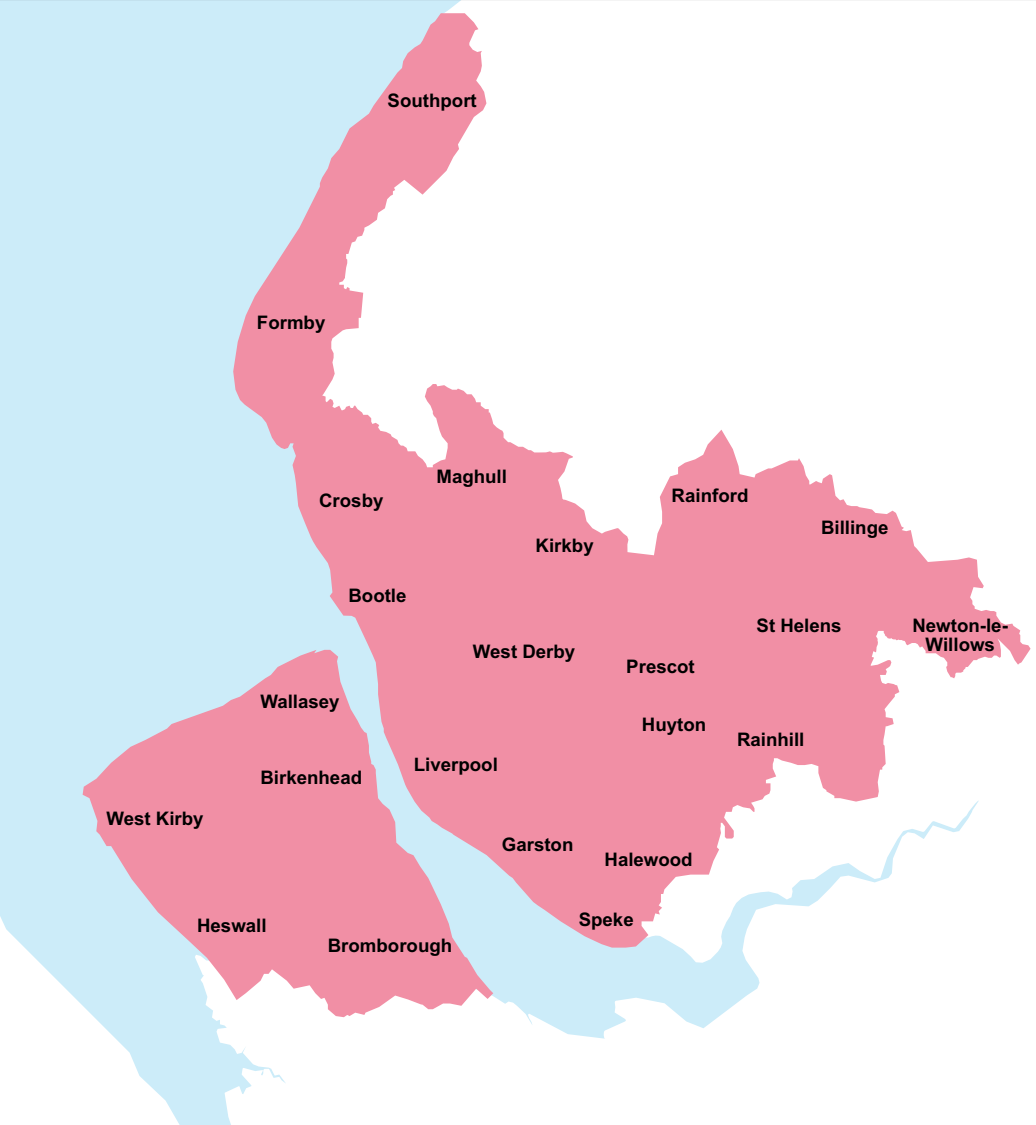 Southport
Formby
Maghull
Crosby
Rainford
Billinge
Kirkby
Bootle
St Helens
Newton-le-
Willows
West Derby
Prescot
Wallasey
Huyton
Rainhill
Liverpool
Birkenhead
West Kirby
Garston
Halewood
Speke
Heswall
Bromborough